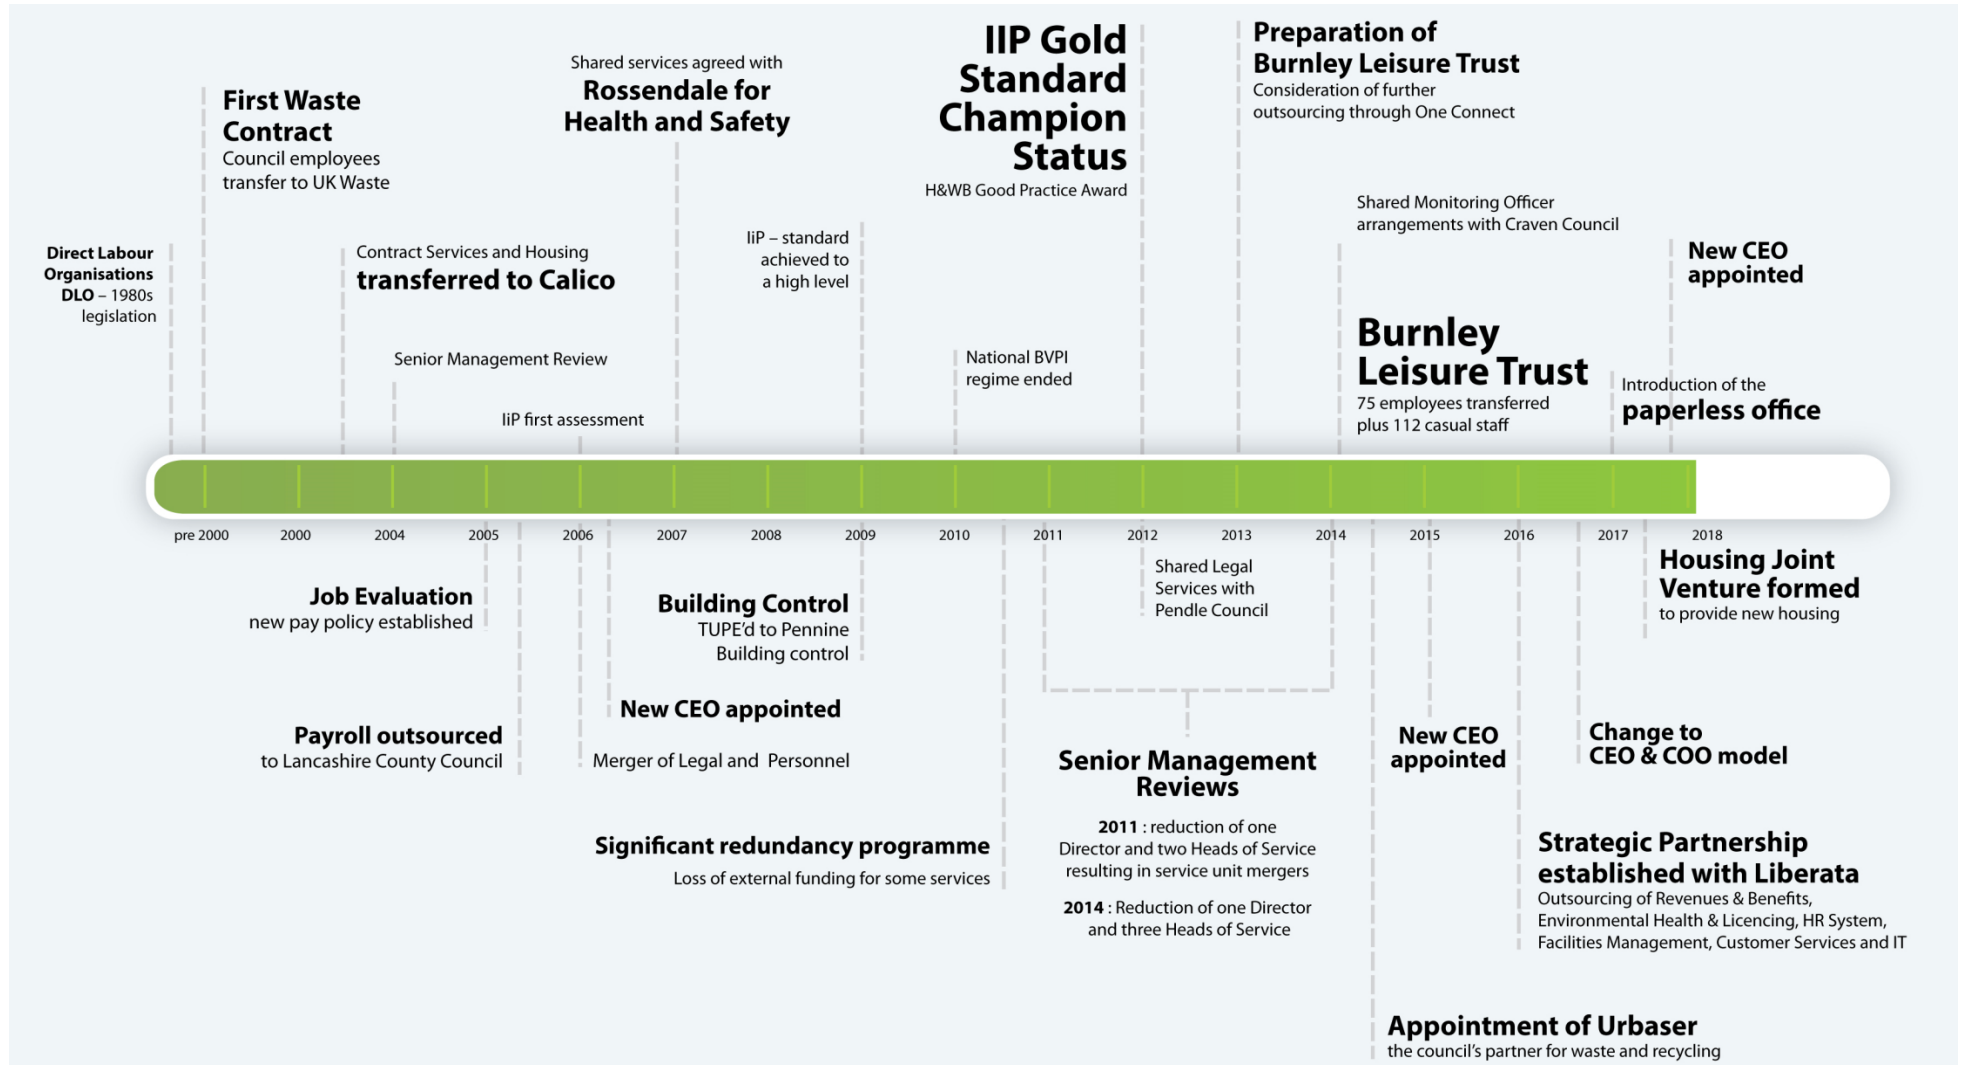 Direct Labour
Organisations
DLO – 1980s
legislation
First Waste
Contract
Council employees
transfer to UK Waste
Contract Services and Housing
transferred to Calico
Senior Management Review
IiP first assessment
Shared services agreed with
Rossendale for
Health and Safety
IiP – standard
achieved to
a high level
National BVPI
regime ended
IIP Gold
Standard
Champion
Status
H&WB Good Practice Award
Preparation of
Burnley Leisure Trust
Consideration of further
outsourcing through One Connect
Shared Monitoring Officer
arrangements with Craven Council
Burnley
Leisure Trust
75 employees transferred
plus 112 casual staff
Introduction of the
paperless office
New CEO
appointed
pre 2000 2000 2004 2005 2006 2007 2008 2009 2010 2011 2012 2013 2014 2015 2016 2017 2018
Job Evaluation
new pay policy established
Payroll outsourced
to Lancashire County Council
Building Control
TUPE’d to Pennine
Building control
New CEO appointed
Merger of Legal and Personnel
Significant redundancy programme
Loss of external funding for some services
Shared Legal
Services with
Pendle Council
Senior Management
Reviews
2011 : reduction of one
Director and two Heads of Service
resulting in service unit mergers
2014 : Reduction of one Director
and three Heads of Service
New CEO
appointed
Housing Joint
Venture formed
to provide new housing
Change to
CEO & COO model
Strategic Partnership
established with Liberata
Outsourcing of Revenues & Benefits,
Environmental Health & Licencing, HR System,
Facilities Management, Customer Services and IT
Appointment of Urbaser
the council’s partner for waste and recycling